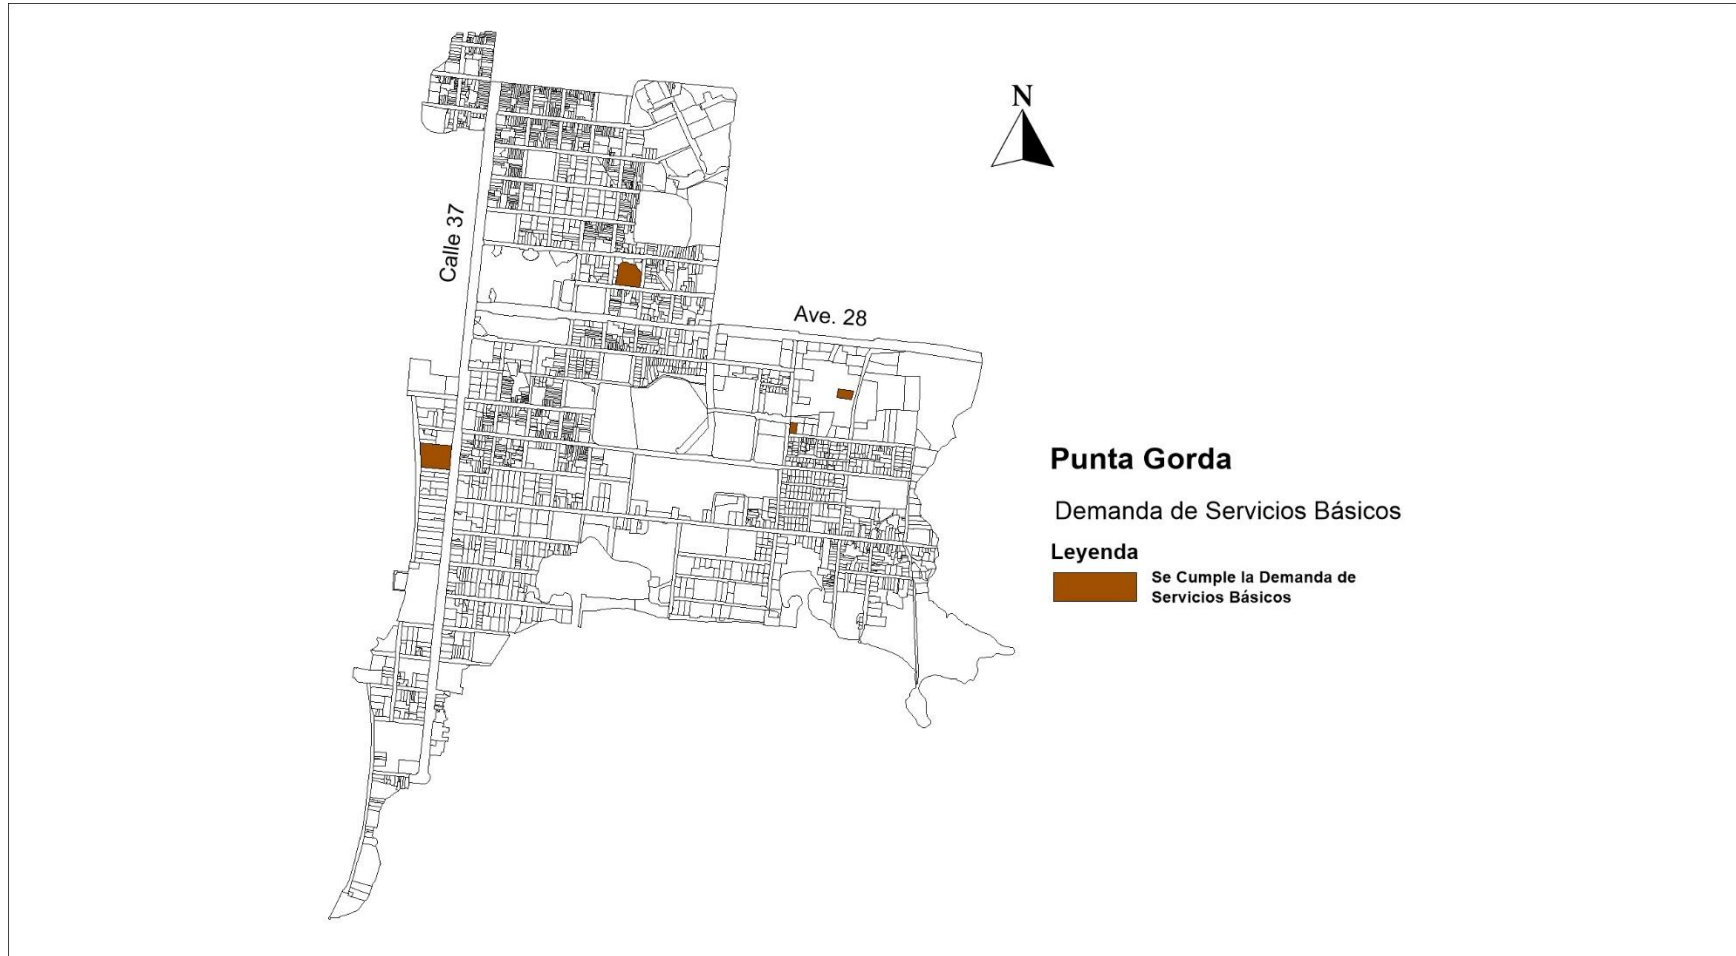 N
Calle 37
Ave. 28
Punta Gorda
Demanda de Servicios Básicos
Leyenda
Se Cumple la Demanda de
Servicios Básicos